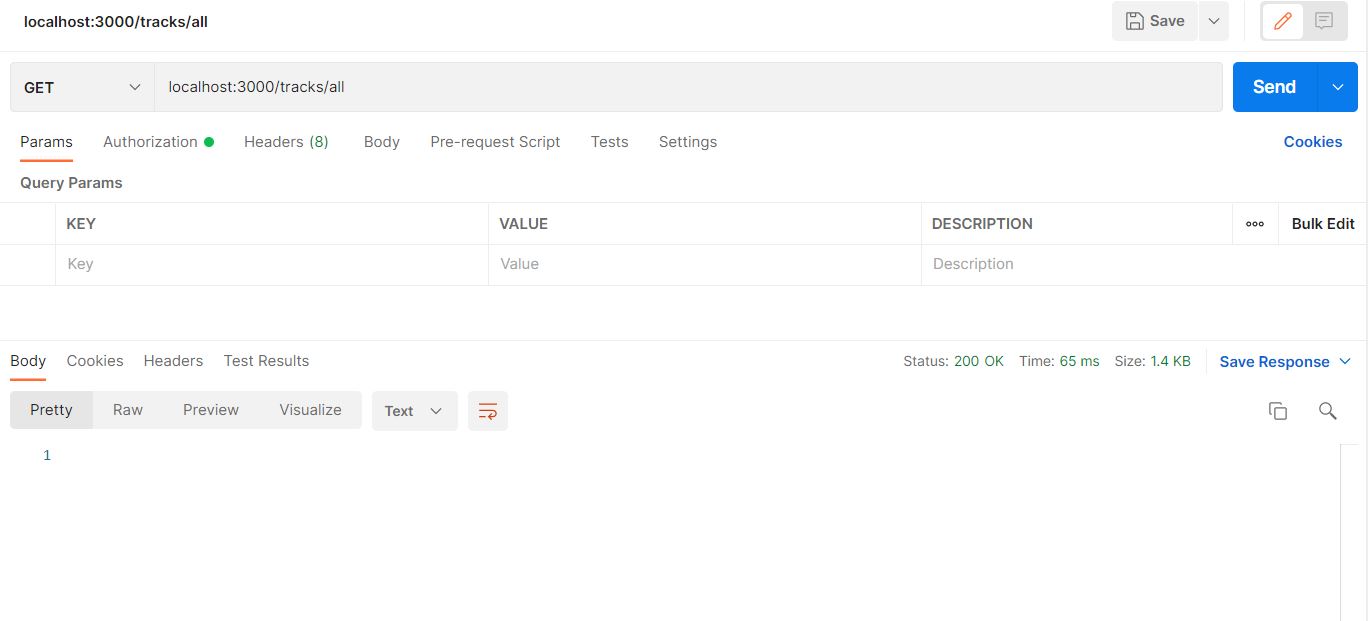 localhost:3000/tracks/all
Save
GET
localhost:3000/tracks/all
Send
Params Authorization Headers (8) Body Pre-request Script Tests Settings Cookies
Query Params
KEY VALUE DESCRIPTION ooo Bulk Edit
Key Value Description
Body Cookies Headers Test Results Status: 200 OK Time: 65 ms Size: 1.4 KB Save Response
Pretty Raw Preview Visualize Text
1